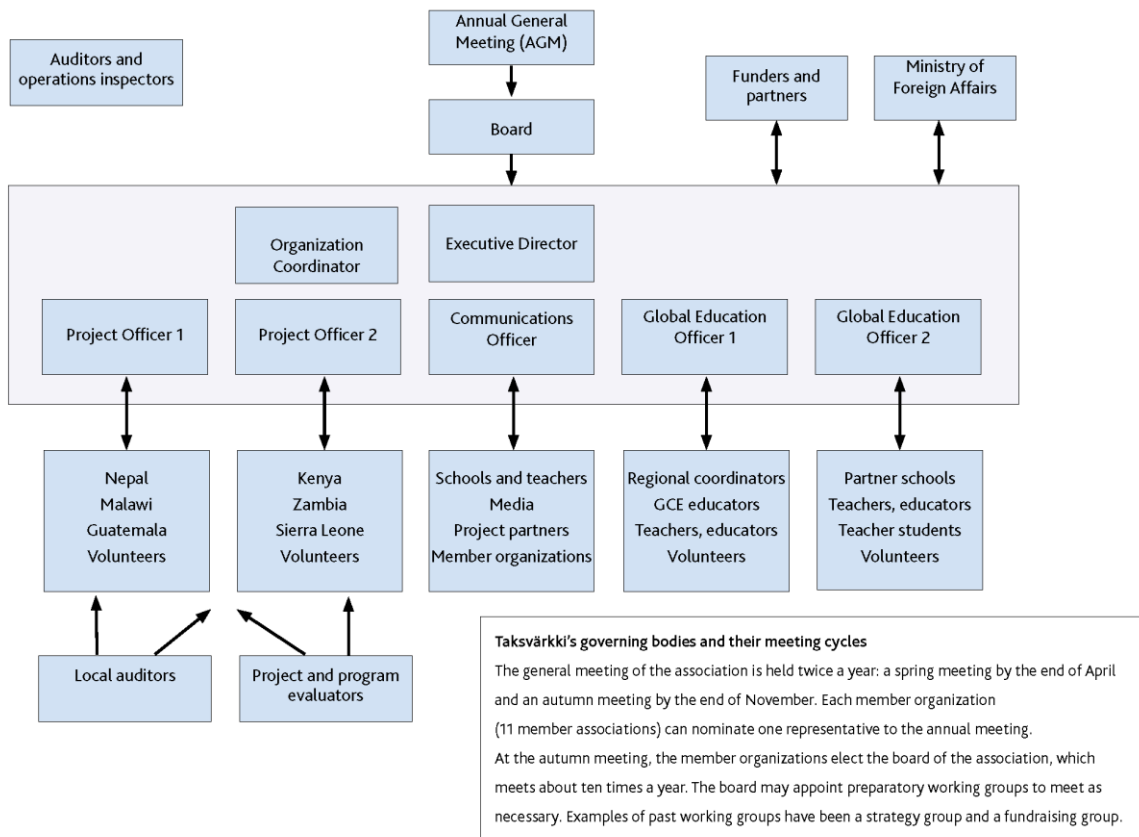 Annual General
Meeting (AGM)
Auditors and
operations inspectors
Funders and
partners
Ministry of
Foreign Affairs
Board
Organization
Coordinator
Executive Director
Project Officer 1
Project Officer 2
Communications
Officer
Global Education
Officer 1
Global Education
Officer 2
Nepal
Malawi
Guatemala
Volunteers
Kenya
Zambia
Sierra Leone
Volunteers
Schools and teachers
Media
Project partners
Member organizations
Regional coordinators
GCE educators
Teachers, educators
Volunteers
Partner schools
Teachers, educators
Teacher students
Volunteers
Local auditors
Project and program
evaluators
Taksvärkki's governing bodies and their meeting cycles
The general meeting of the association is held twice a year: a spring meeting by the end of April
and an autumn meeting by the end of November. Each member organization
(11 member associations) can nominate one representative to the annual meeting.
At the autumn meeting, the member organizations elect the board of the association, which
meets about ten times a year. The board may appoint preparatory working groups to meet as
necessary. Examples of past working groups have been a strategy group and a fundraising group.